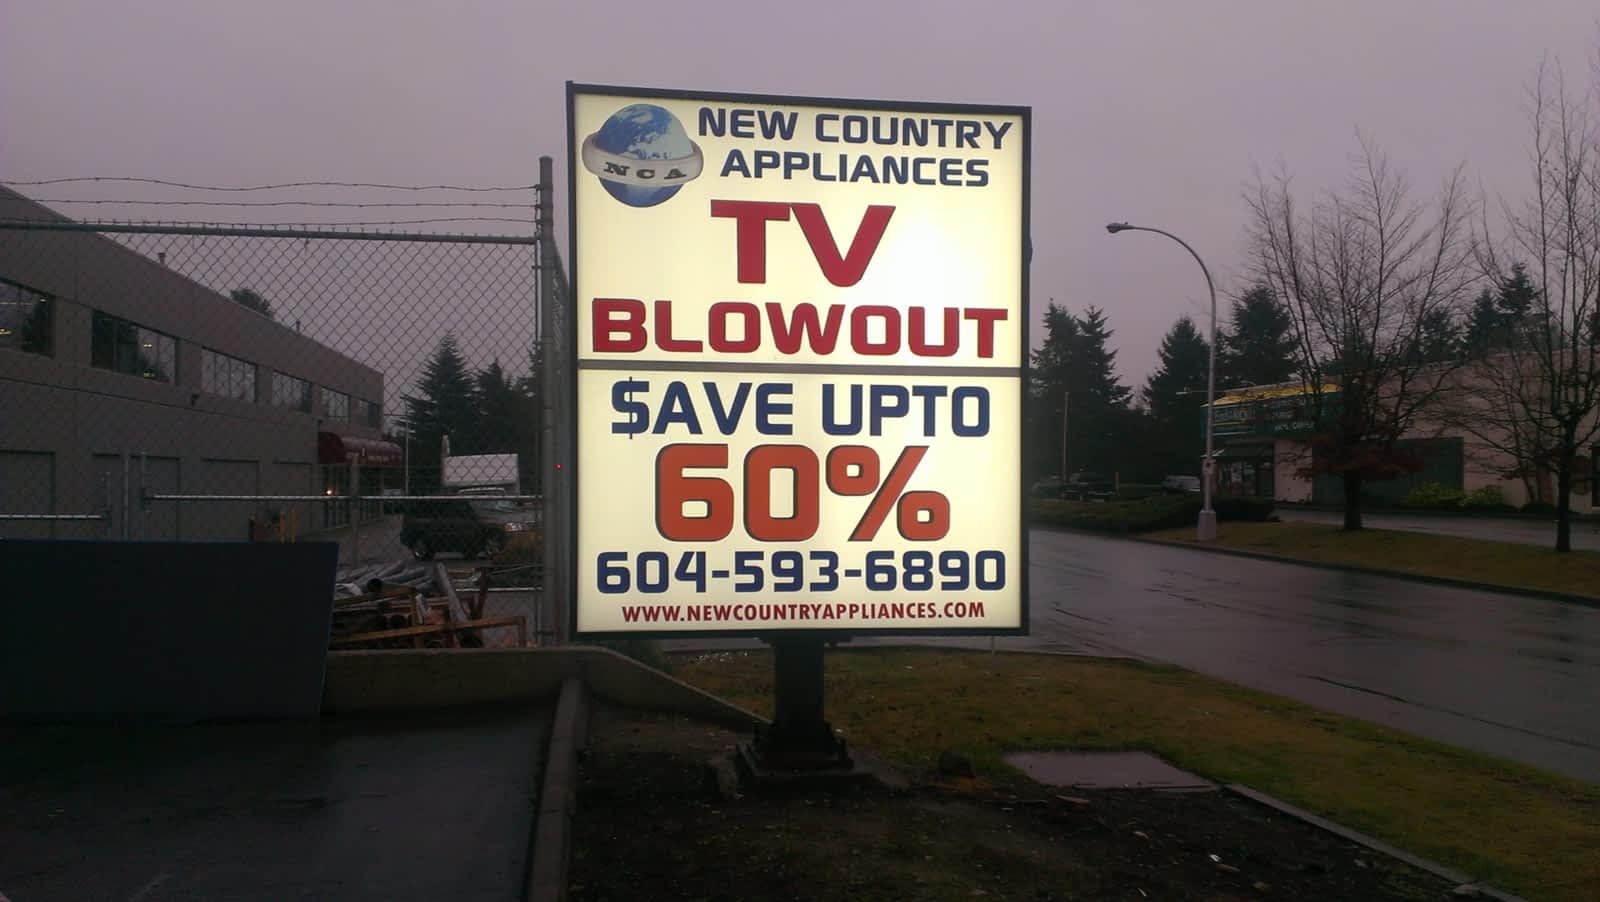 NEW COUNTRY
APPLIANCES
NCA
TV
BLOWOUT
$AVE UPTO
60%
604-593-6890
WWW.NEWCOUNTRYAPPLIANCES.COM